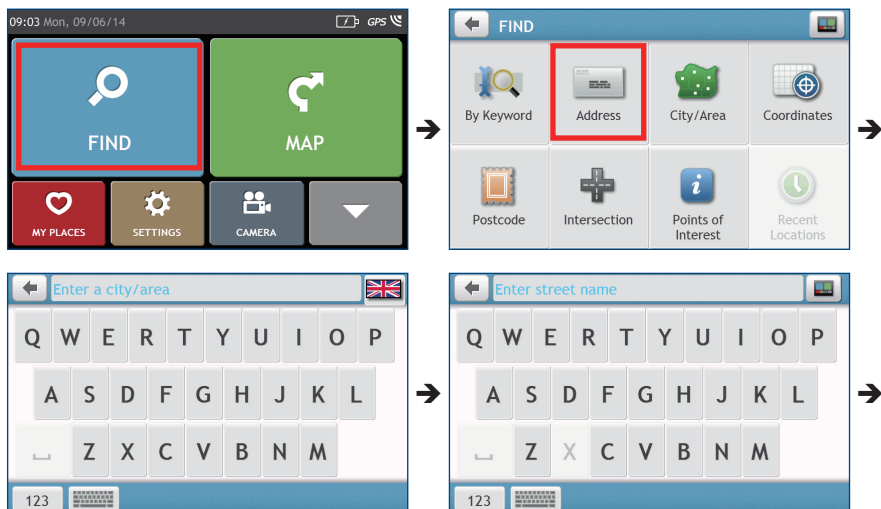 09:03 Mon, 09/06/14 GPS
FIND
MAP
MY PLACES
SETTINGS
CAMERA
FIND
By Keyword
Address
City/Area
Coordinates
Postcode
Intersection
Points of
Interest
Recent
Locations
Enter a city/area
Q W E R T Y U I O P
A S D F G H J K L
Z X C V B N M
123
Enter street name
Q W E R T Y U I O P
A S D F G H J K L
Z X C V B N M
123